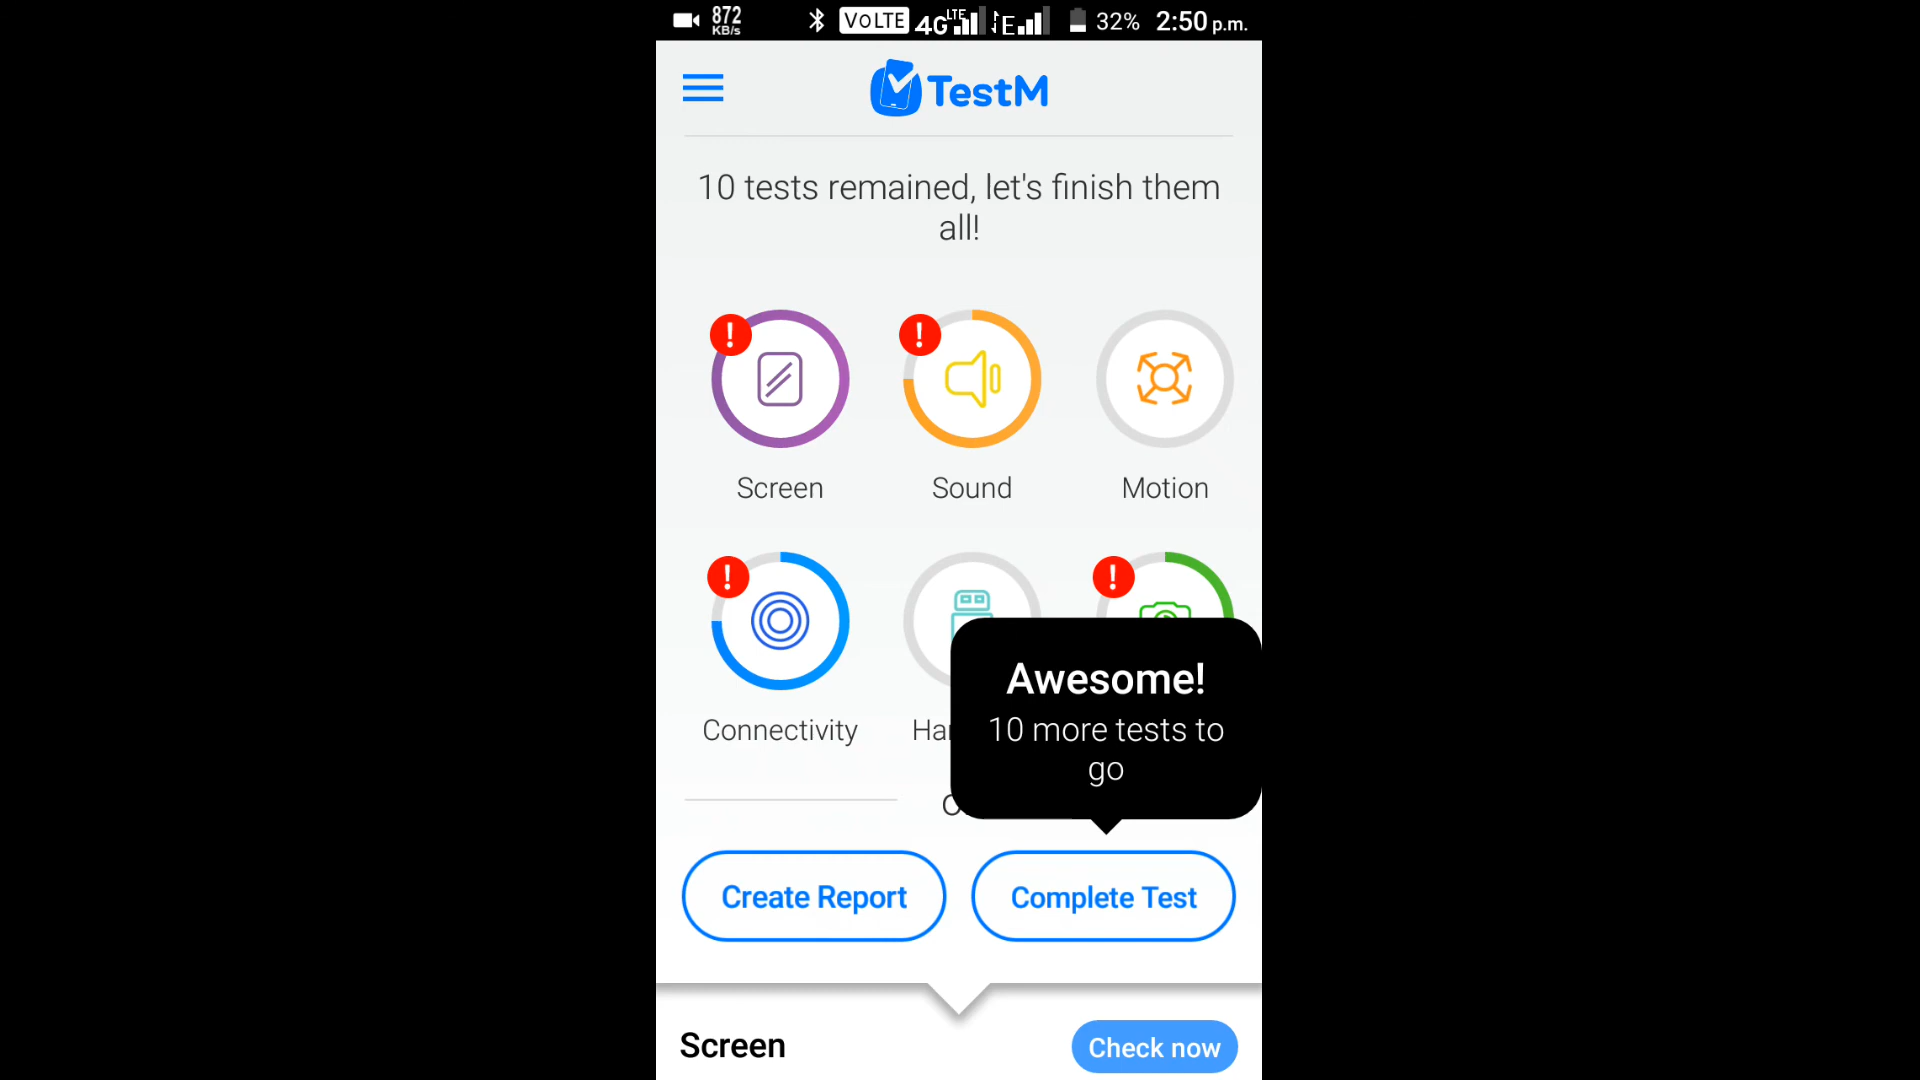 872
KB/s
VoLTE 4G LTE E 32% 2:50 p.m.
TestM
10 tests remained, let's finish them
all!
!
!
Screen
Sound
Motion
!
!
Connectivity
Awesome!
10 more tests to
go
Create Report
Complete Test
Screen
Check now